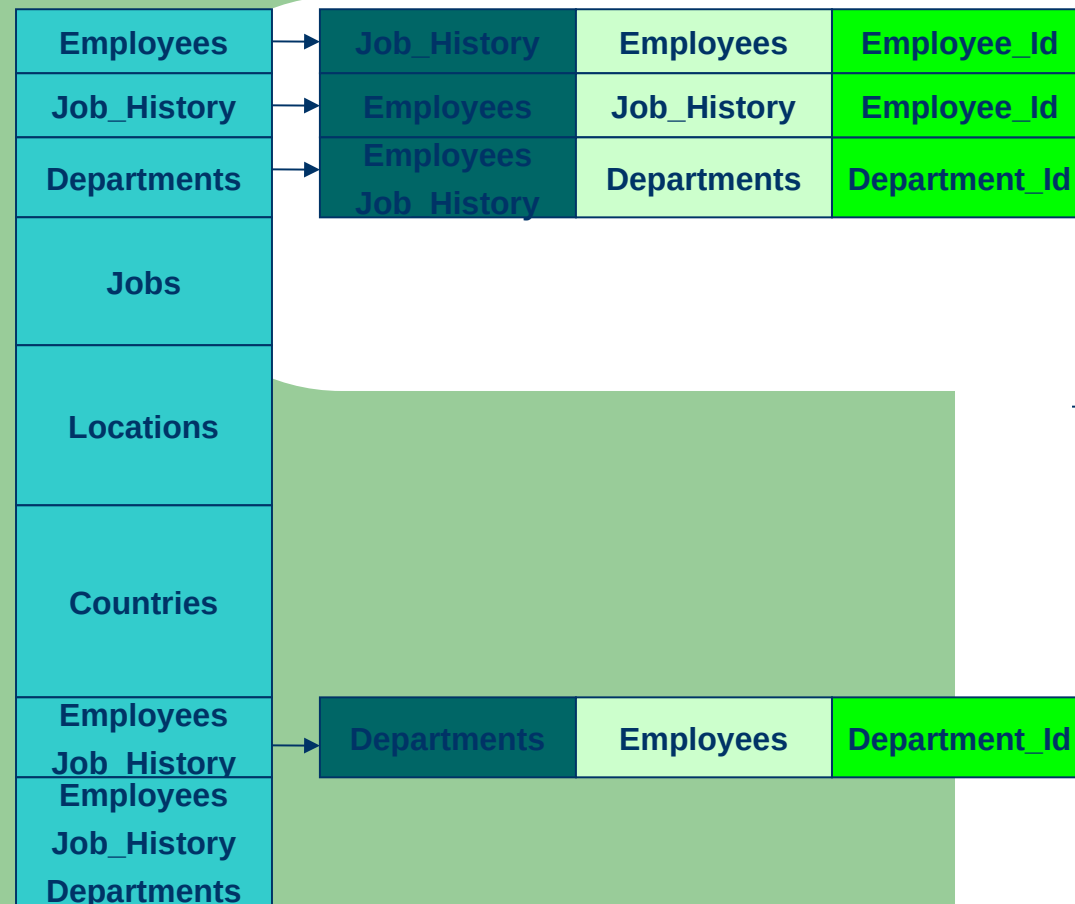 Employees Job_History Employees Employee_Id
Job_History Employees Job_History Employee_Id
Departments Employees Job_History Departments Department_Id
Jobs
Locations
Countries
Employees Job_History Departments Employees Department_Id
Employees
Job_History
Departments